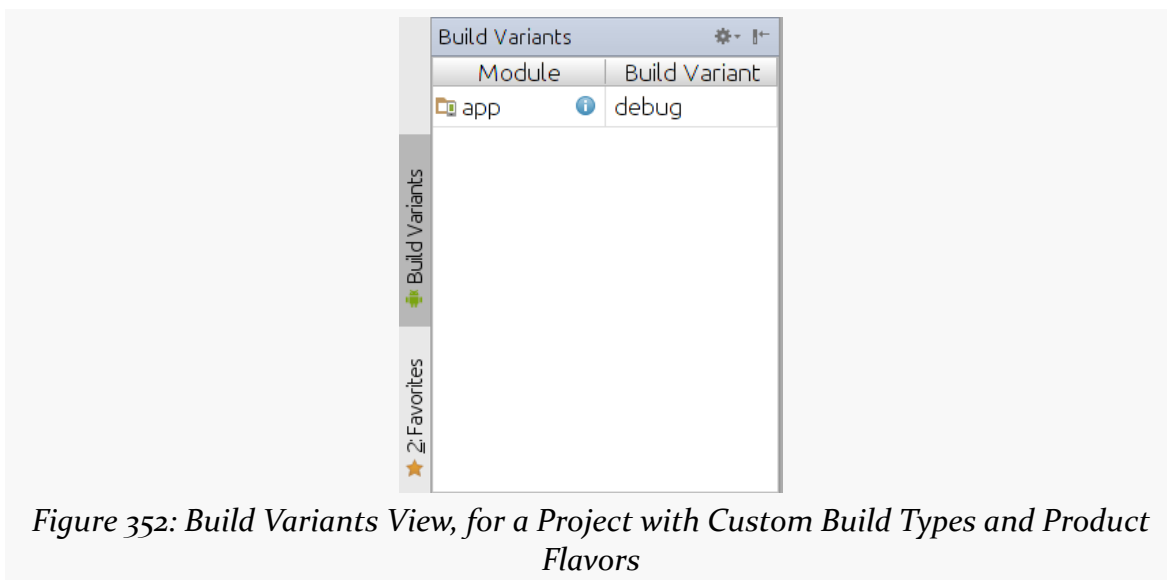 Build Variants
Module Build Variant
app debug
Build Variants
2: Favorites
Figure 352: Build Variants View, for a Project with Custom Build Types and Product
Flavors